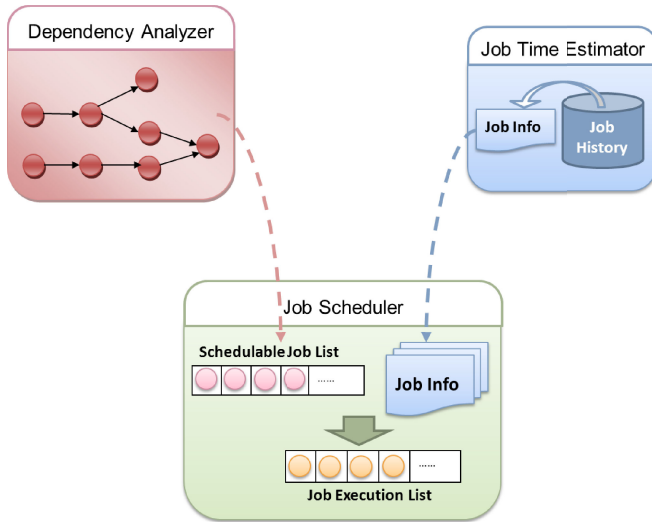 Dependency Analyzer
Job Time Estimator
Job Info
Job
History
Job Scheduler
Schedulable Job List
......
Job Info
......
Job Execution List